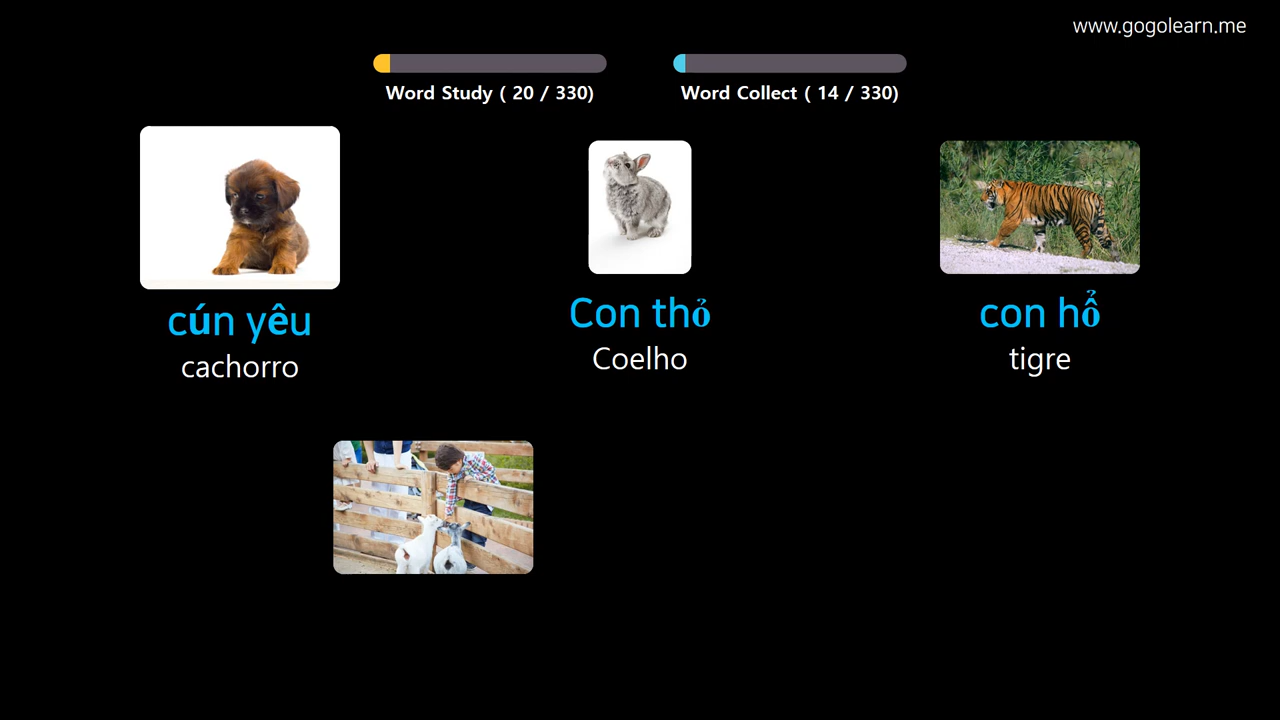 www.gogolearn.me
Word Study ( 20 / 330)
Word Collect ( 14 / 330)
cún yêu
cachorro
Con thỏ
Coelho
con hổ
tigre